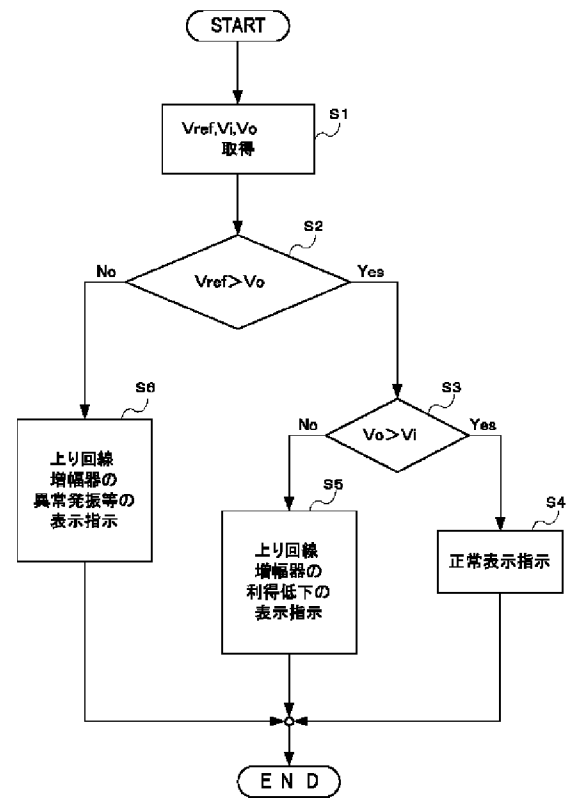 START
S1
Vref,Vi,Vo
取得
S2
No
Vref>Vo
Yes
S6
上り回線
増幅器の
異常発振等の
表示指示
S3
No
Vo>Vi
Yes
S5
上り回線
増幅器の
利得低下の
表示指示
S4
正常表示指示
END